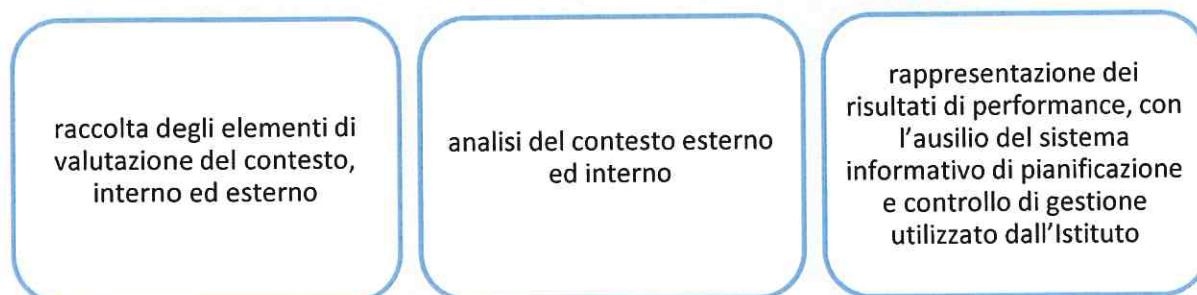 raccolta degli elementi di
valutazione del contesto,
interno ed esterno
analisi del contesto esterno
ed interno
rappresentazione dei
risultati di performance, con
l'ausilio del sistema
informativo di pianificazione
e controllo di gestione
utilizzato dall'Istituto